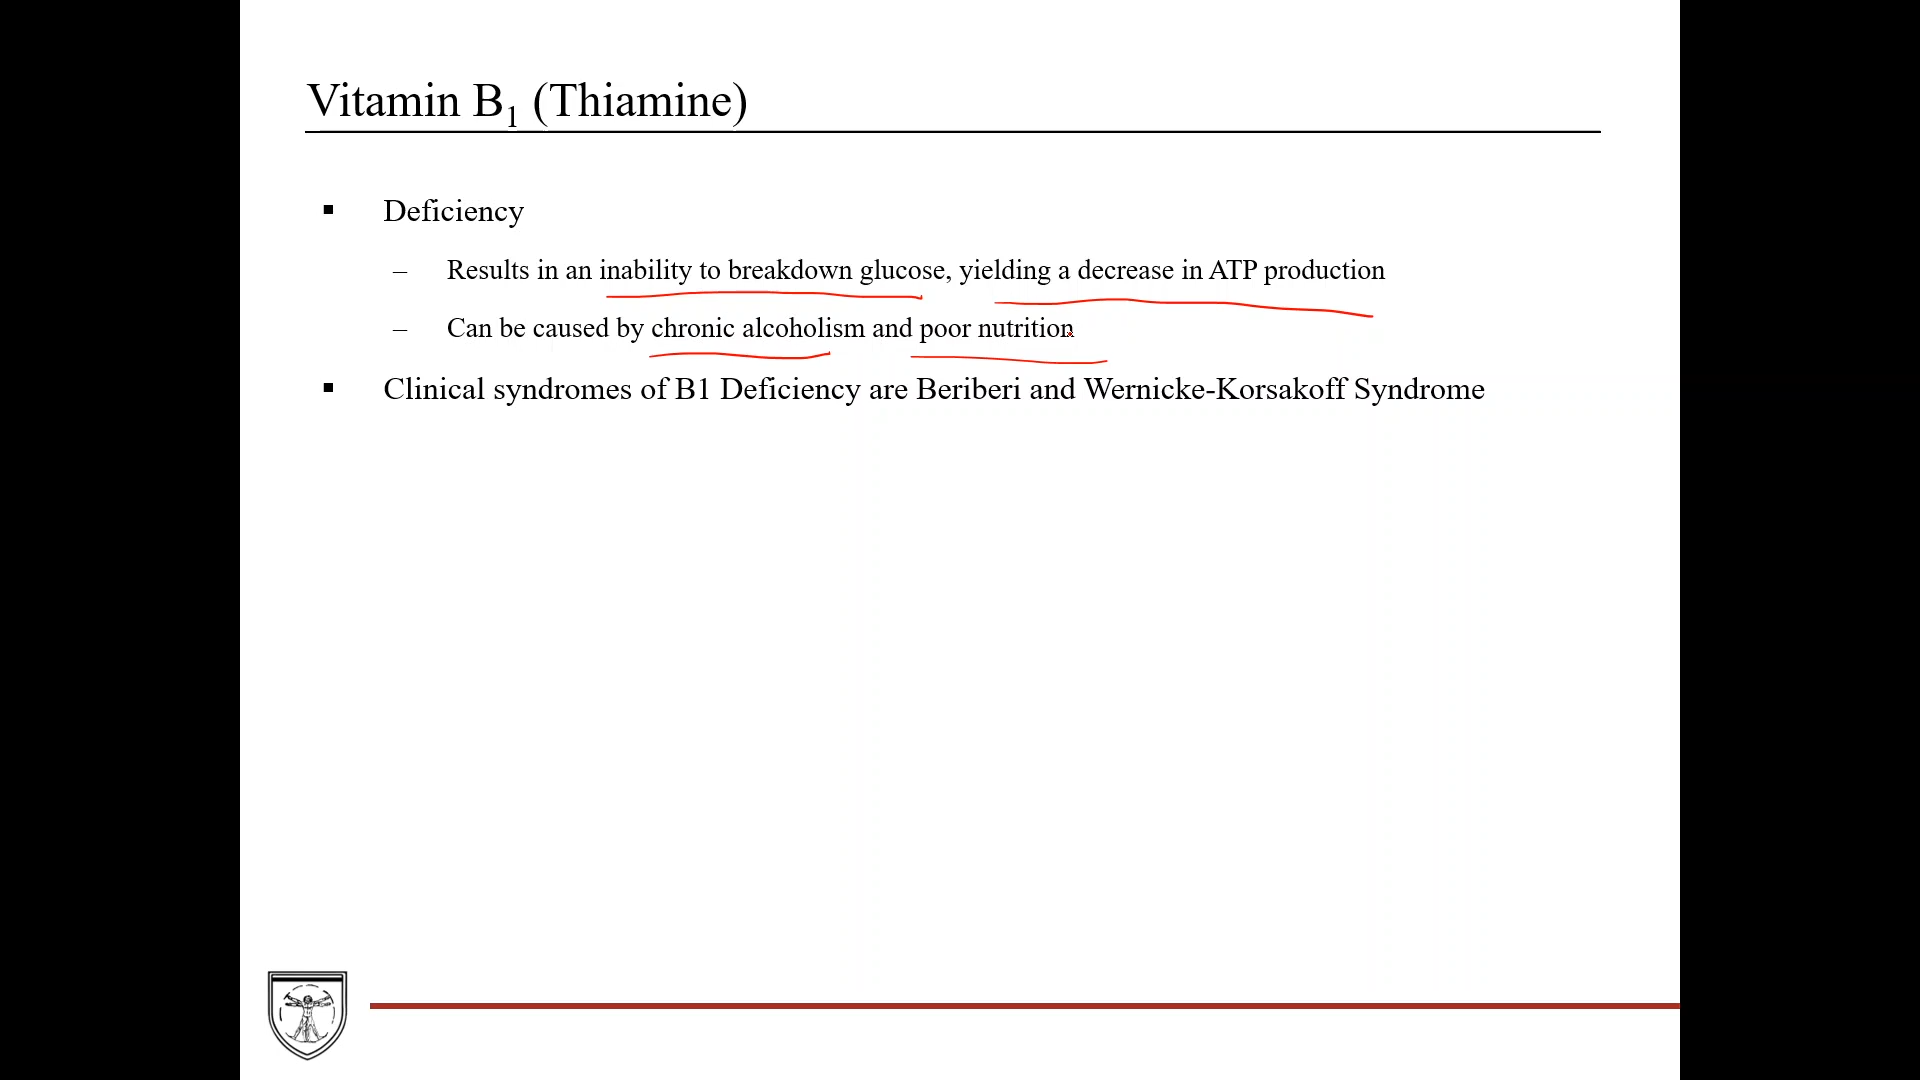 Vitamin B₁ (Thiamine)
▪ Deficiency
– Results in an inability to breakdown glucose, yielding a decrease in ATP production
– Can be caused by chronic alcoholism and poor nutrition
▪ Clinical syndromes of B1 Deficiency are Beriberi and Wernicke-Korsakoff Syndrome